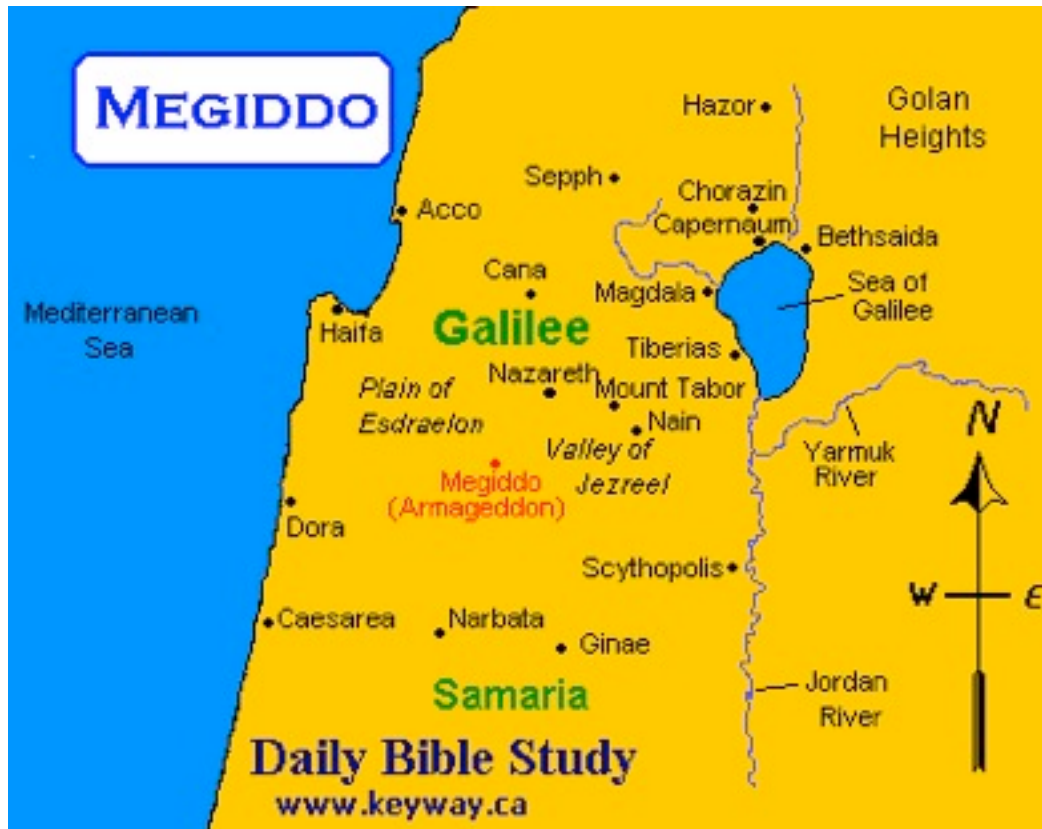 MEGIDDO
Hazor
Golan
Heights
Sepph
Chorazin
Acco
Capernaum
Bethsaida
Cana
Magdala
Sea of
Galilee
Mediterranean
Sea
Haifa
Galilee
Tiberias
Nazareth
Plain of
Esdraelon
Mount Tabor
Nain
Valley of
Jezreel
Yarmuk
River
N
Megiddo
(Armageddon)
Dora
Scythopolis
W
E
Caesarea
Narbata
Ginae
Samaria
Jordan
River
Daily Bible Study
www.keyway.ca